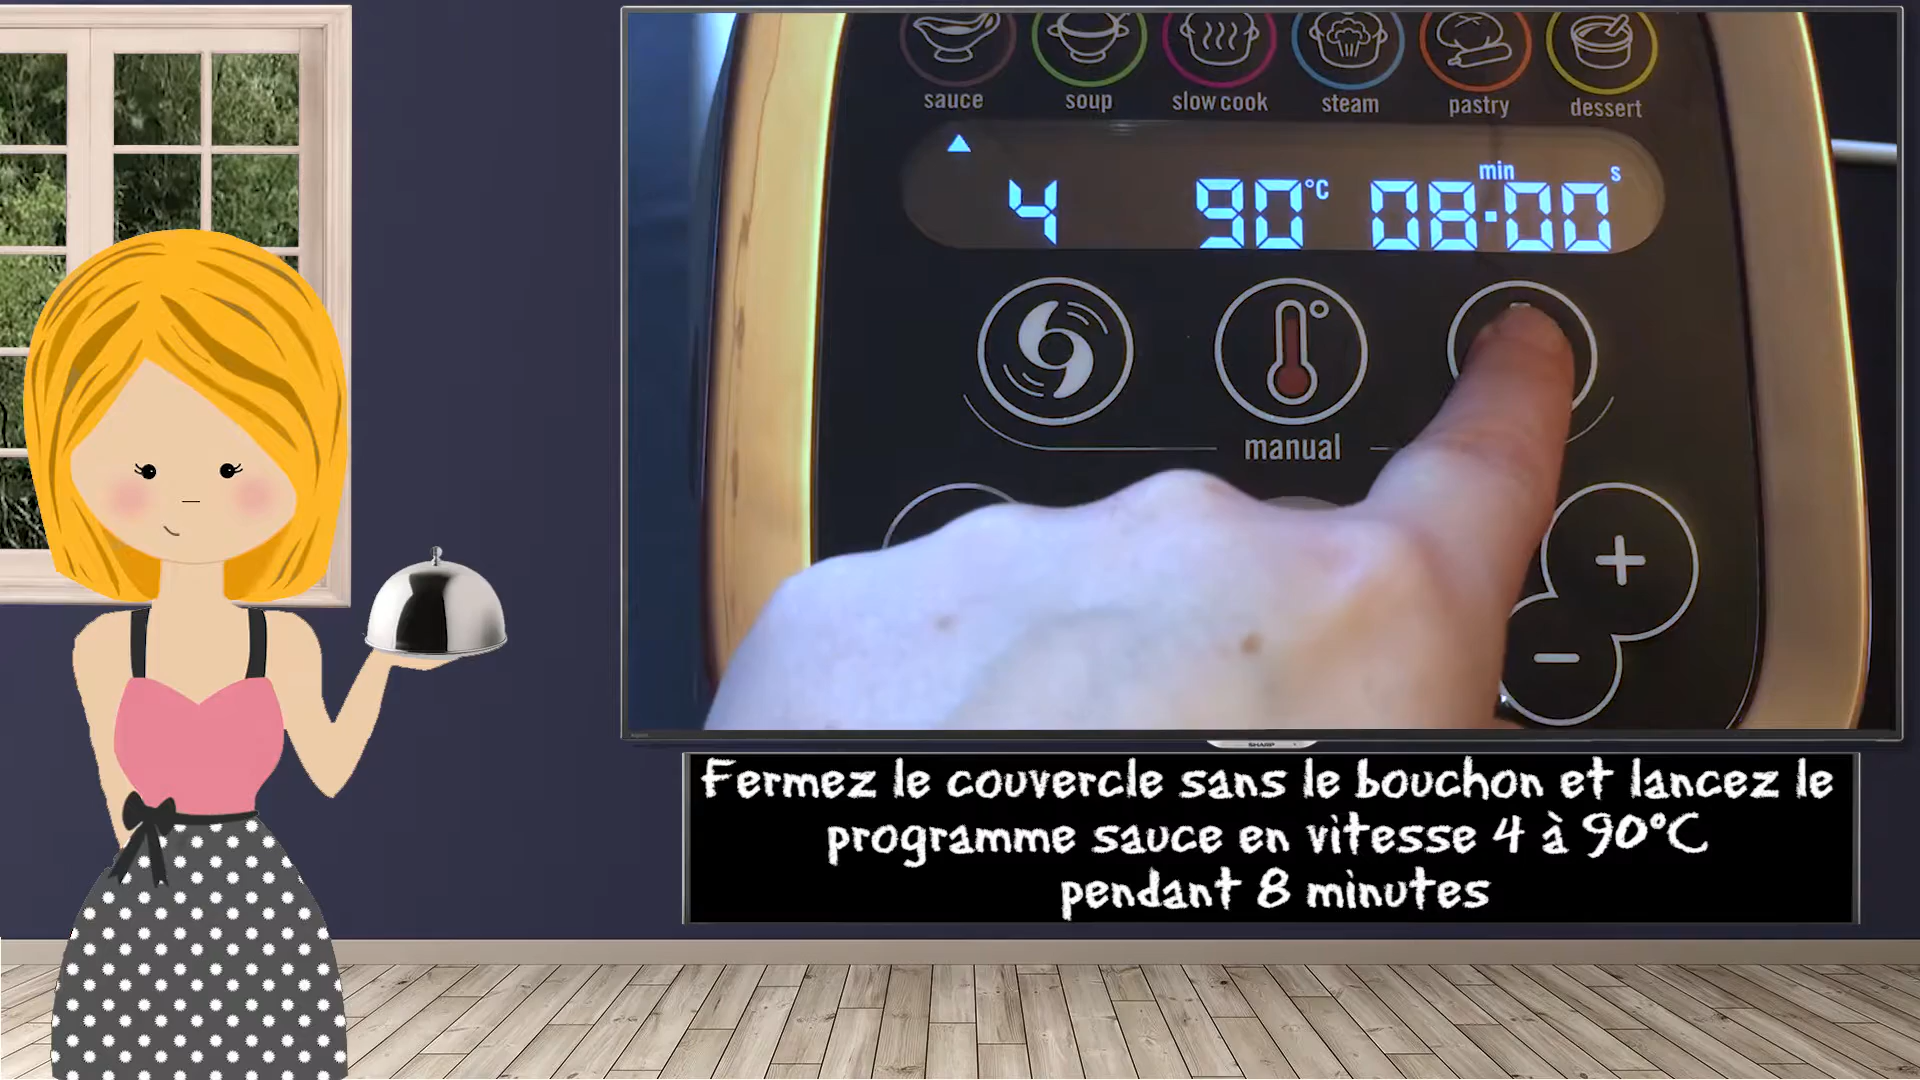 sauce soup slow cook steam pastry dessert
min s
4 90°C 08:00
manual
+
-
SHARP
Fermez le couvercle sans le bouchon et lancez le
programme sauce en vitesse 4 à 90°C
pendant 8 minutes